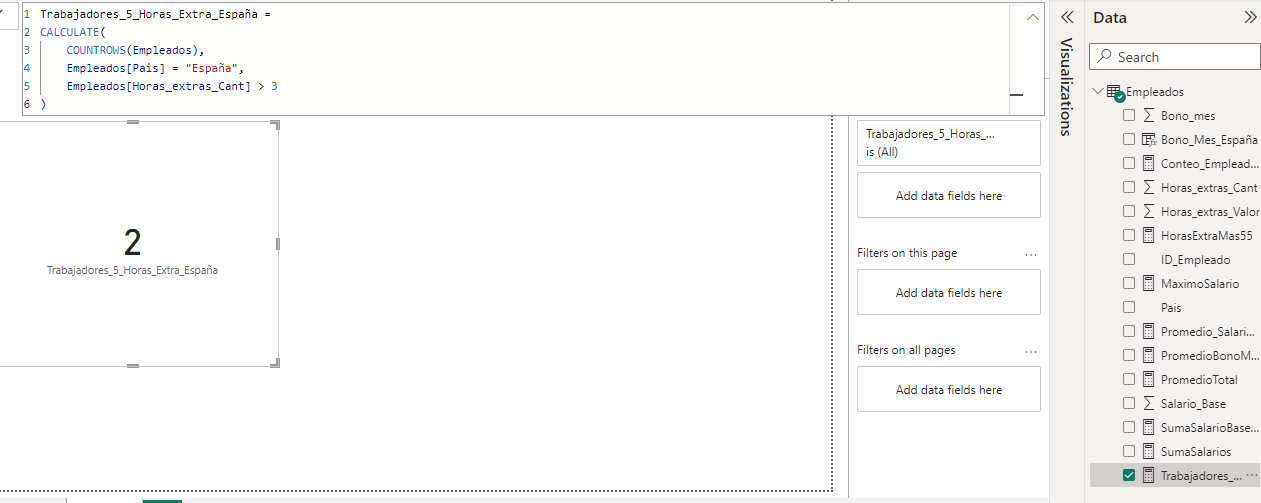 1 Trabajadores_5_Horas_Extra_España =
2 CALCULATE(
3 COUNTROWS(Empleados),
4 Empleados[Pais] = "España",
5 Empleados[Horas_extras_Cant] > 3
6 )
2
Trabajadores_5_Horas_Extra_España
Trabajadores_5_Horas_...
is (All)
Add data fields here
Filters on this page ...
Add data fields here
Filters on all pages ...
Add data fields here
Visualizations
Data
Search
Empleados
Bono_mes
Bono_Mes_España
Conteo_Emplead...
Horas_extras_Cant
Horas_extras_Valor
HorasExtraMas55
ID_Empleado
MaximoSalario
Pais
Promedio_Salari...
PromedioBonoM...
PromedioTotal
Salario_Base
SumaSalarioBase...
SumaSalarios
Trabajadores_... ...